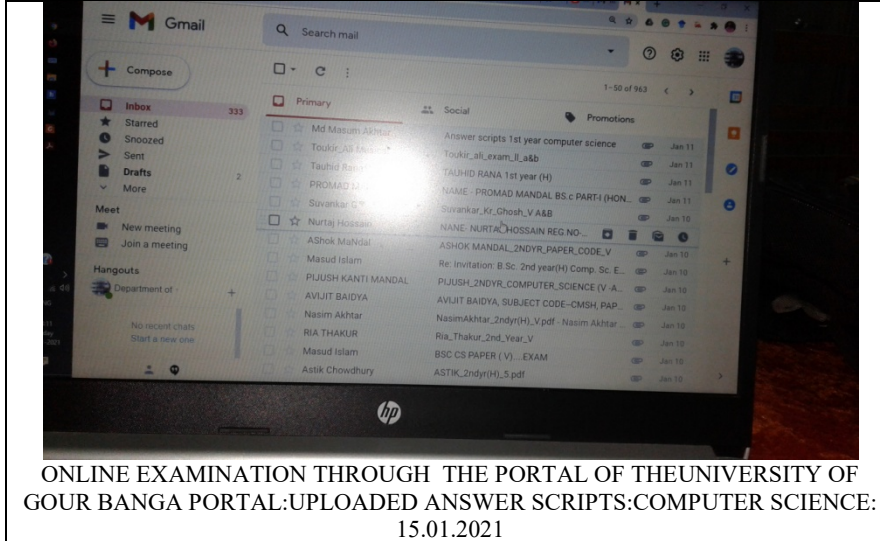 Gmail
Search mail
Compose
1–50 of 963
Inbox 333
Starred
Snoozed
Sent
Drafts 2
More
Meet
New meeting
Join a meeting
Hangouts
Department of -
No recent chats
Start a new one
Primary Social Promotions
Md Masum Akhtar Answer scripts 1st year computer science Jan 11
Toukir_Ali Toukir_ali_exam_II_a&b Jan 11
Tauhid Rana TAUHID RANA 1st year (H) Jan 11
PROMAD NAME - PROMAD MANDAL BS.c PART-I (HON... Jan 11
Suvankar Suvankar_Kr_Ghosh_V A&B Jan 10
Nurtaj Hossain NANE- NURTAJ HOSSAIN REG.NO-...
AShok MaNdal ASHOK MANDAL_2NDYR_PAPER_CODE_V Jan 10
Masud Islam Re: Invitation: B.Sc. 2nd year(H) Comp. Sc. E... Jan 10
PIJUSH KANTI MANDAL PIJUSH_2NDYR_COMPUTER_SCIENCE (V -A... Jan 10
AVIJIT BAIDYA AVIJIT BAIDYA, SUBJECT CODE--CMSH, PAP... Jan 10
Nasim Akhtar NasimAkhtar_2ndyr(H)_V.pdf - Nasim Akhtar ... Jan 10
RIA THAKUR Ria_Thakur_2nd_Year_V Jan 10
Masud Islam BSC CS PAPER ( V)... EXAM Jan 10
Astik Chowdhury ASTIK_2ndyr(H)_5.pdf Jan 10
hp
ONLINE EXAMINATION THROUGH THE PORTAL OF THEUNIVERSITY OF
GOUR BANGA PORTAL:UPLOADED ANSWER SCRIPTS:COMPUTER SCIENCE:
15.01.2021